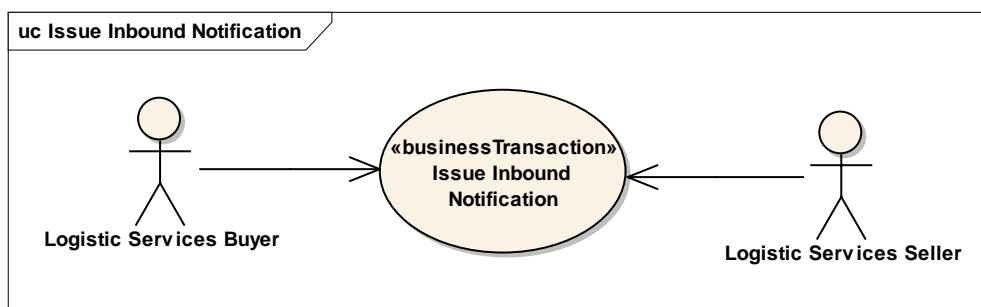 uc Issue Inbound Notification
«businessTransaction»
Issue Inbound
Notification
Logistic Services Buyer
Logistic Services Seller